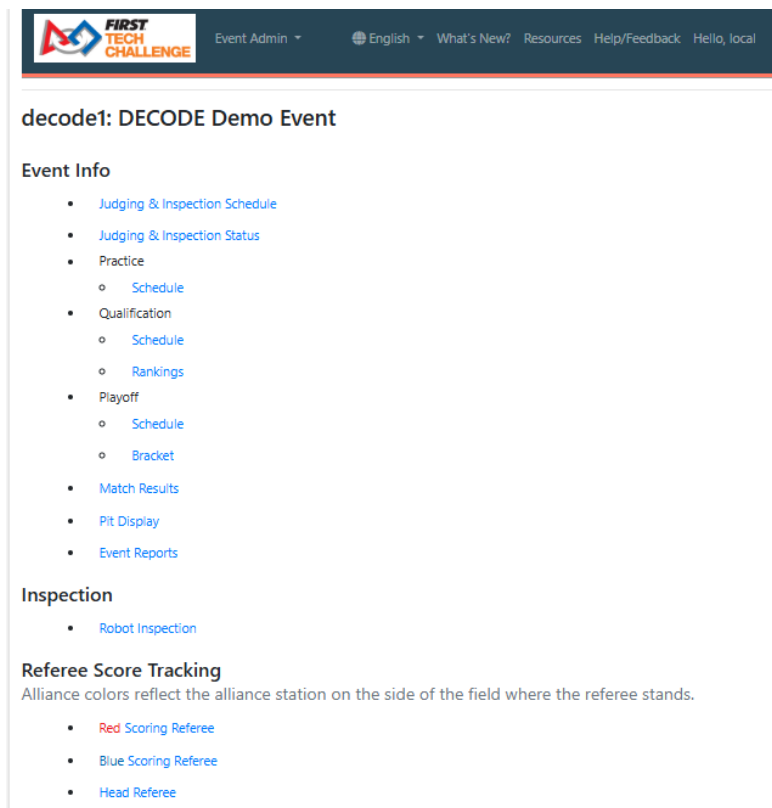 FIRST
TECH
CHALLENGE
Event Admin English What's New? Resources Help/Feedback Hello, local
decode1: DECODE Demo Event
Event Info
Judging & Inspection Schedule
Judging & Inspection Status
Practice
Schedule
Qualification
Schedule
Rankings
Playoff
Schedule
Bracket
Match Results
Pit Display
Event Reports
Inspection
Robot Inspection
Referee Score Tracking
Alliance colors reflect the alliance station on the side of the field where the referee stands.
Red Scoring Referee
Blue Scoring Referee
Head Referee